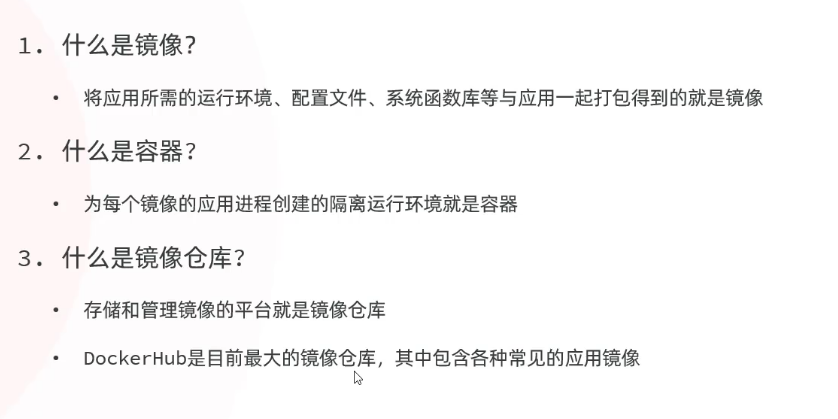 1. 什么是镜像?
• 将应用所需的运行环境、配置文件、系统函数库等与应用一起打包得到的就是镜像
2. 什么是容器?
• 为每个镜像的应用进程创建的隔离运行环境就是容器
3. 什么是镜像仓库?
• 存储和管理镜像的平台就是镜像仓库
• DockerHub是目前最大的镜像仓库，其中包含各种常见的应用镜像